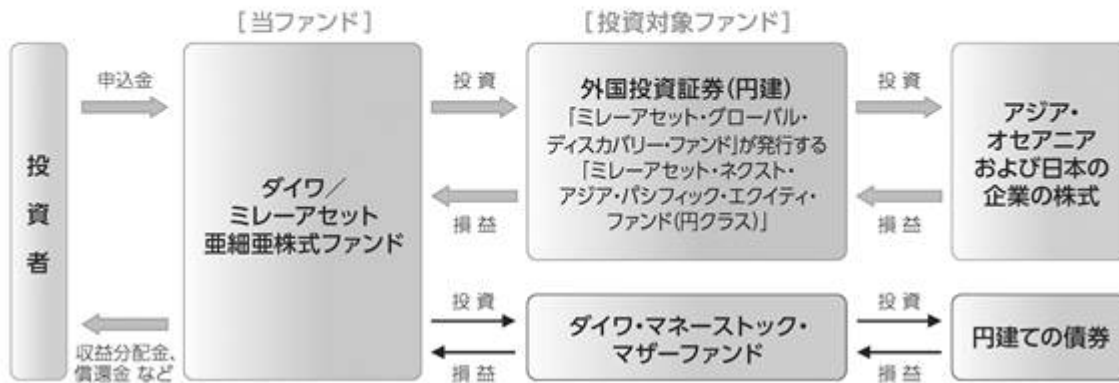 [当ファンド]
[投資対象ファンド]
投資者
申込金
収益分配金、
償還金 など
ダイワ／
ミレーアセット
亜細亜株式ファンド
投 資
損 益
外国投資証券(円建)
「ミレーアセット・グローバル・
ディスカバリー・ファンド」が発行する
「ミレーアセット・ネクスト・
アジア・パシフィック・エクイティ・
ファンド(円クラス)」
投 資
損 益
アジア・
オセアニア
および日本の
企業の株式
投 資
損 益
ダイワ・マネーストック・
マザーファンド
投 資
損 益
円建ての債券